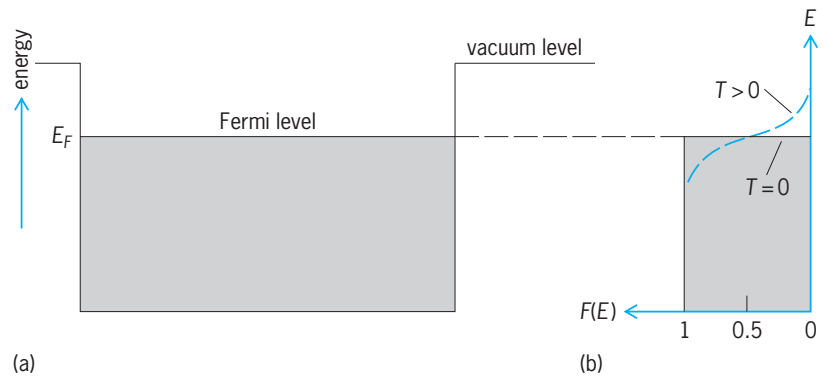 energy
vacuum level
Fermi level
E_F
(a)
E
T > 0
T = 0
F(E)
1
0.5
0
(b)